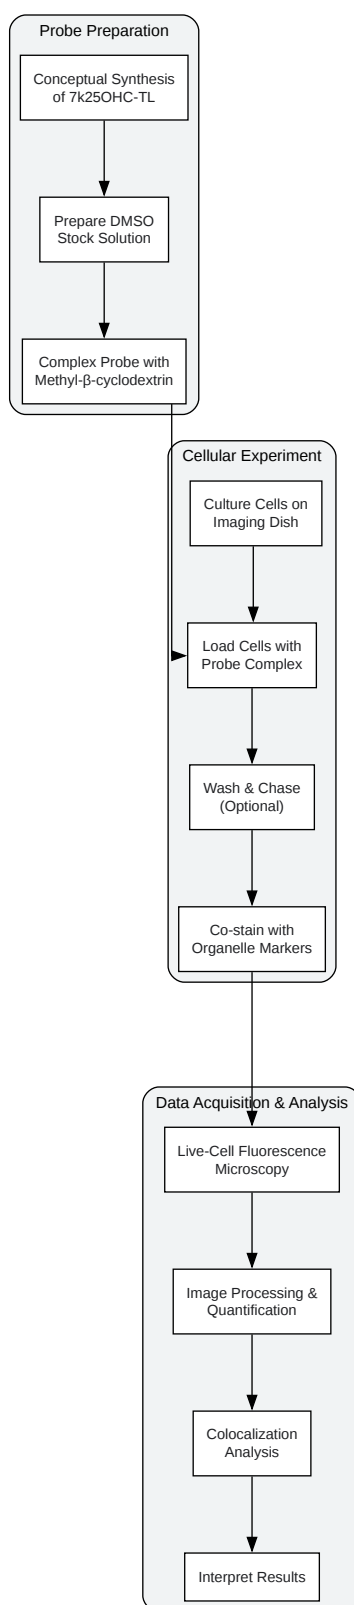 Probe Preparation
Conceptual Synthesis
of 7k25OHC-TL
Prepare DMSO
Stock Solution
Complex Probe with
Methyl-β-cyclodextrin
Cellular Experiment
Culture Cells on
Imaging Dish
Load Cells with
Probe Complex
Wash & Chase
(Optional)
Co-stain with
Organelle Markers
Data Acquisition & Analysis
Live-Cell Fluorescence
Microscopy
Image Processing &
Quantification
Colocalization
Analysis
Interpret Results